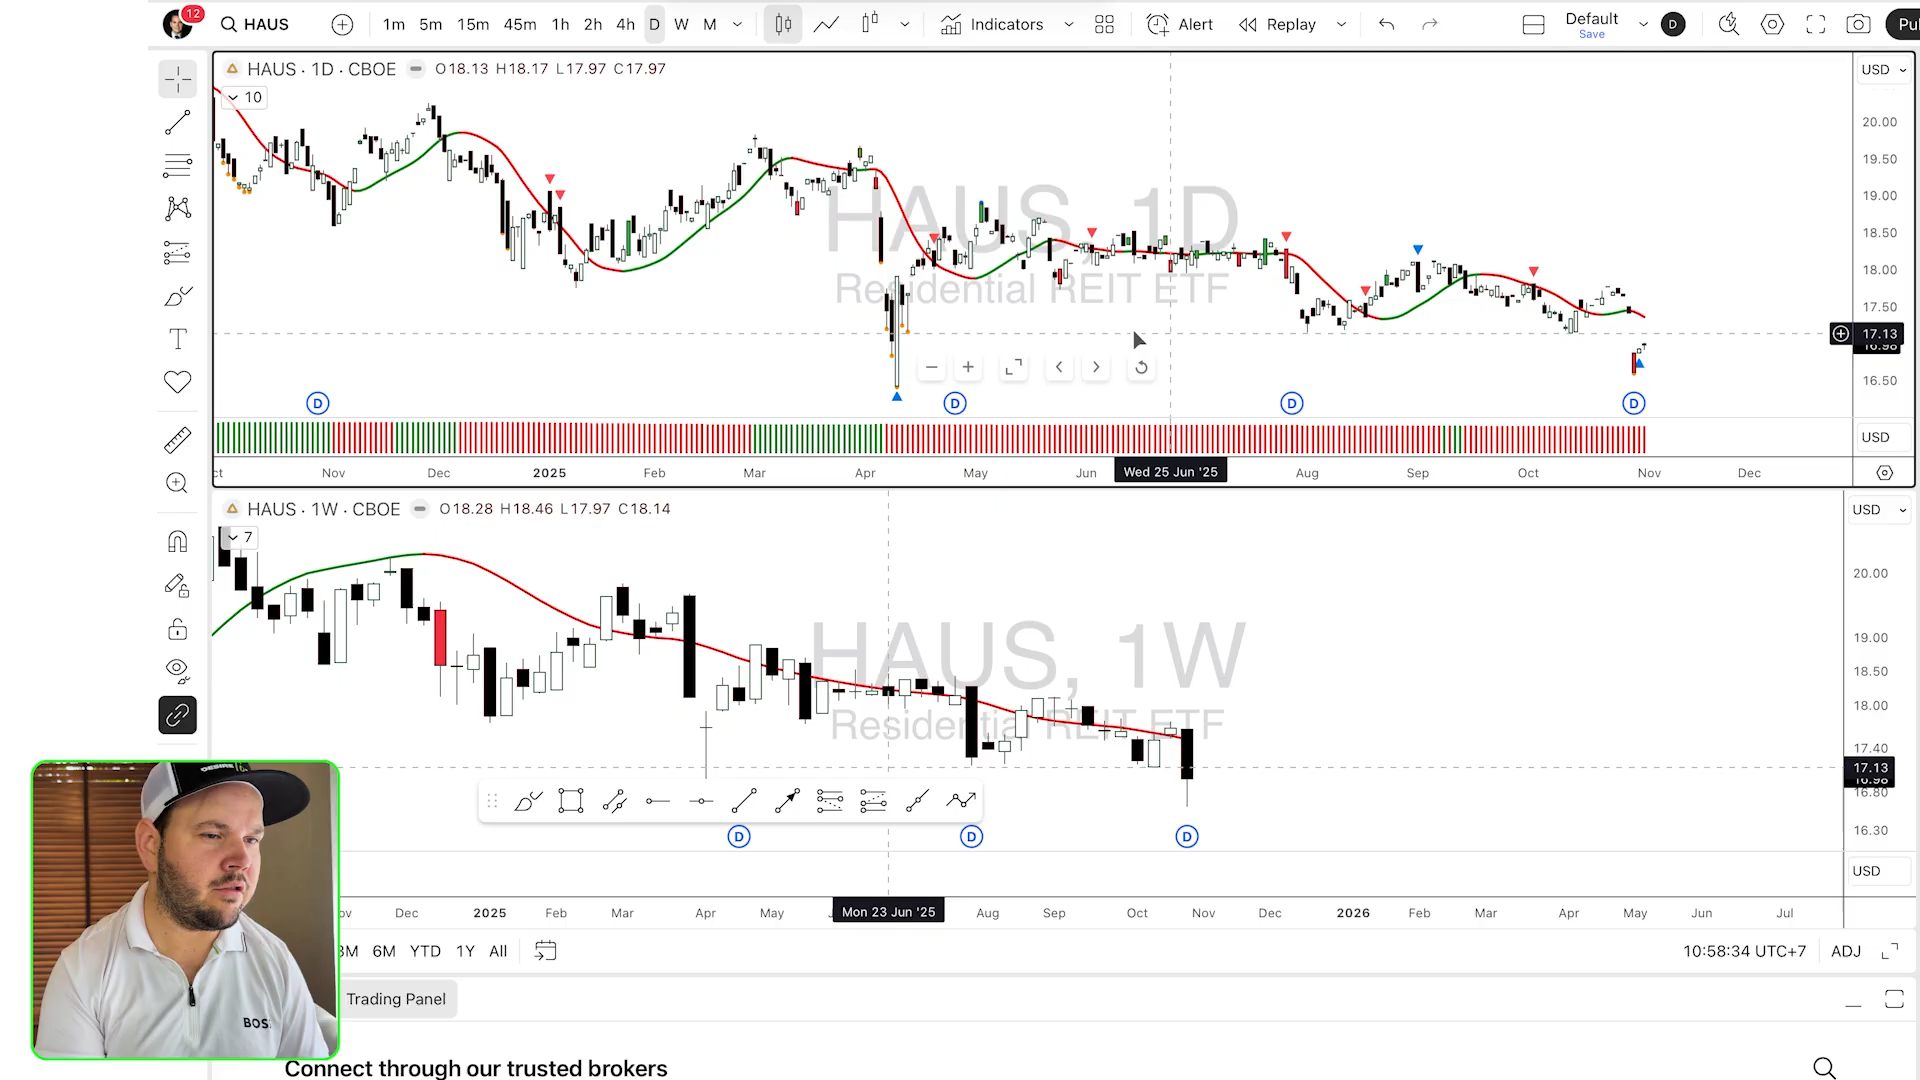 12
HAUS
1m 5m 15m 45m 1h 2h 4h D W M
Indicators
Alert
Replay
Default
Save
D
HAUS · 1D · CBOE O18.13 H18.17 L17.97 C17.97
10
USD
20.00
19.50
19.00
18.50
18.00
17.50
17.13
16.98
16.50
HAUS, 1D
Residential REIT ETF
D D D D
USD
Nov Dec 2025 Feb Mar Apr May Jun Wed 25 Jun '25 Aug Sep Oct Nov Dec
HAUS · 1W · CBOE O18.28 H18.46 L17.97 C18.14
7
USD
20.00
19.00
18.50
18.00
17.40
17.13
16.98
16.80
16.30
HAUS, 1W
Residential REIT ETF
D D D
USD
Dec 2025 Feb Mar Apr May Mon 23 Jun '25 Aug Sep Oct Nov Dec 2026 Feb Mar Apr May Jun Jul
3M 6M YTD 1Y All
10:58:34 UTC+7 ADJ
Trading Panel
Connect through our trusted brokers
BOS